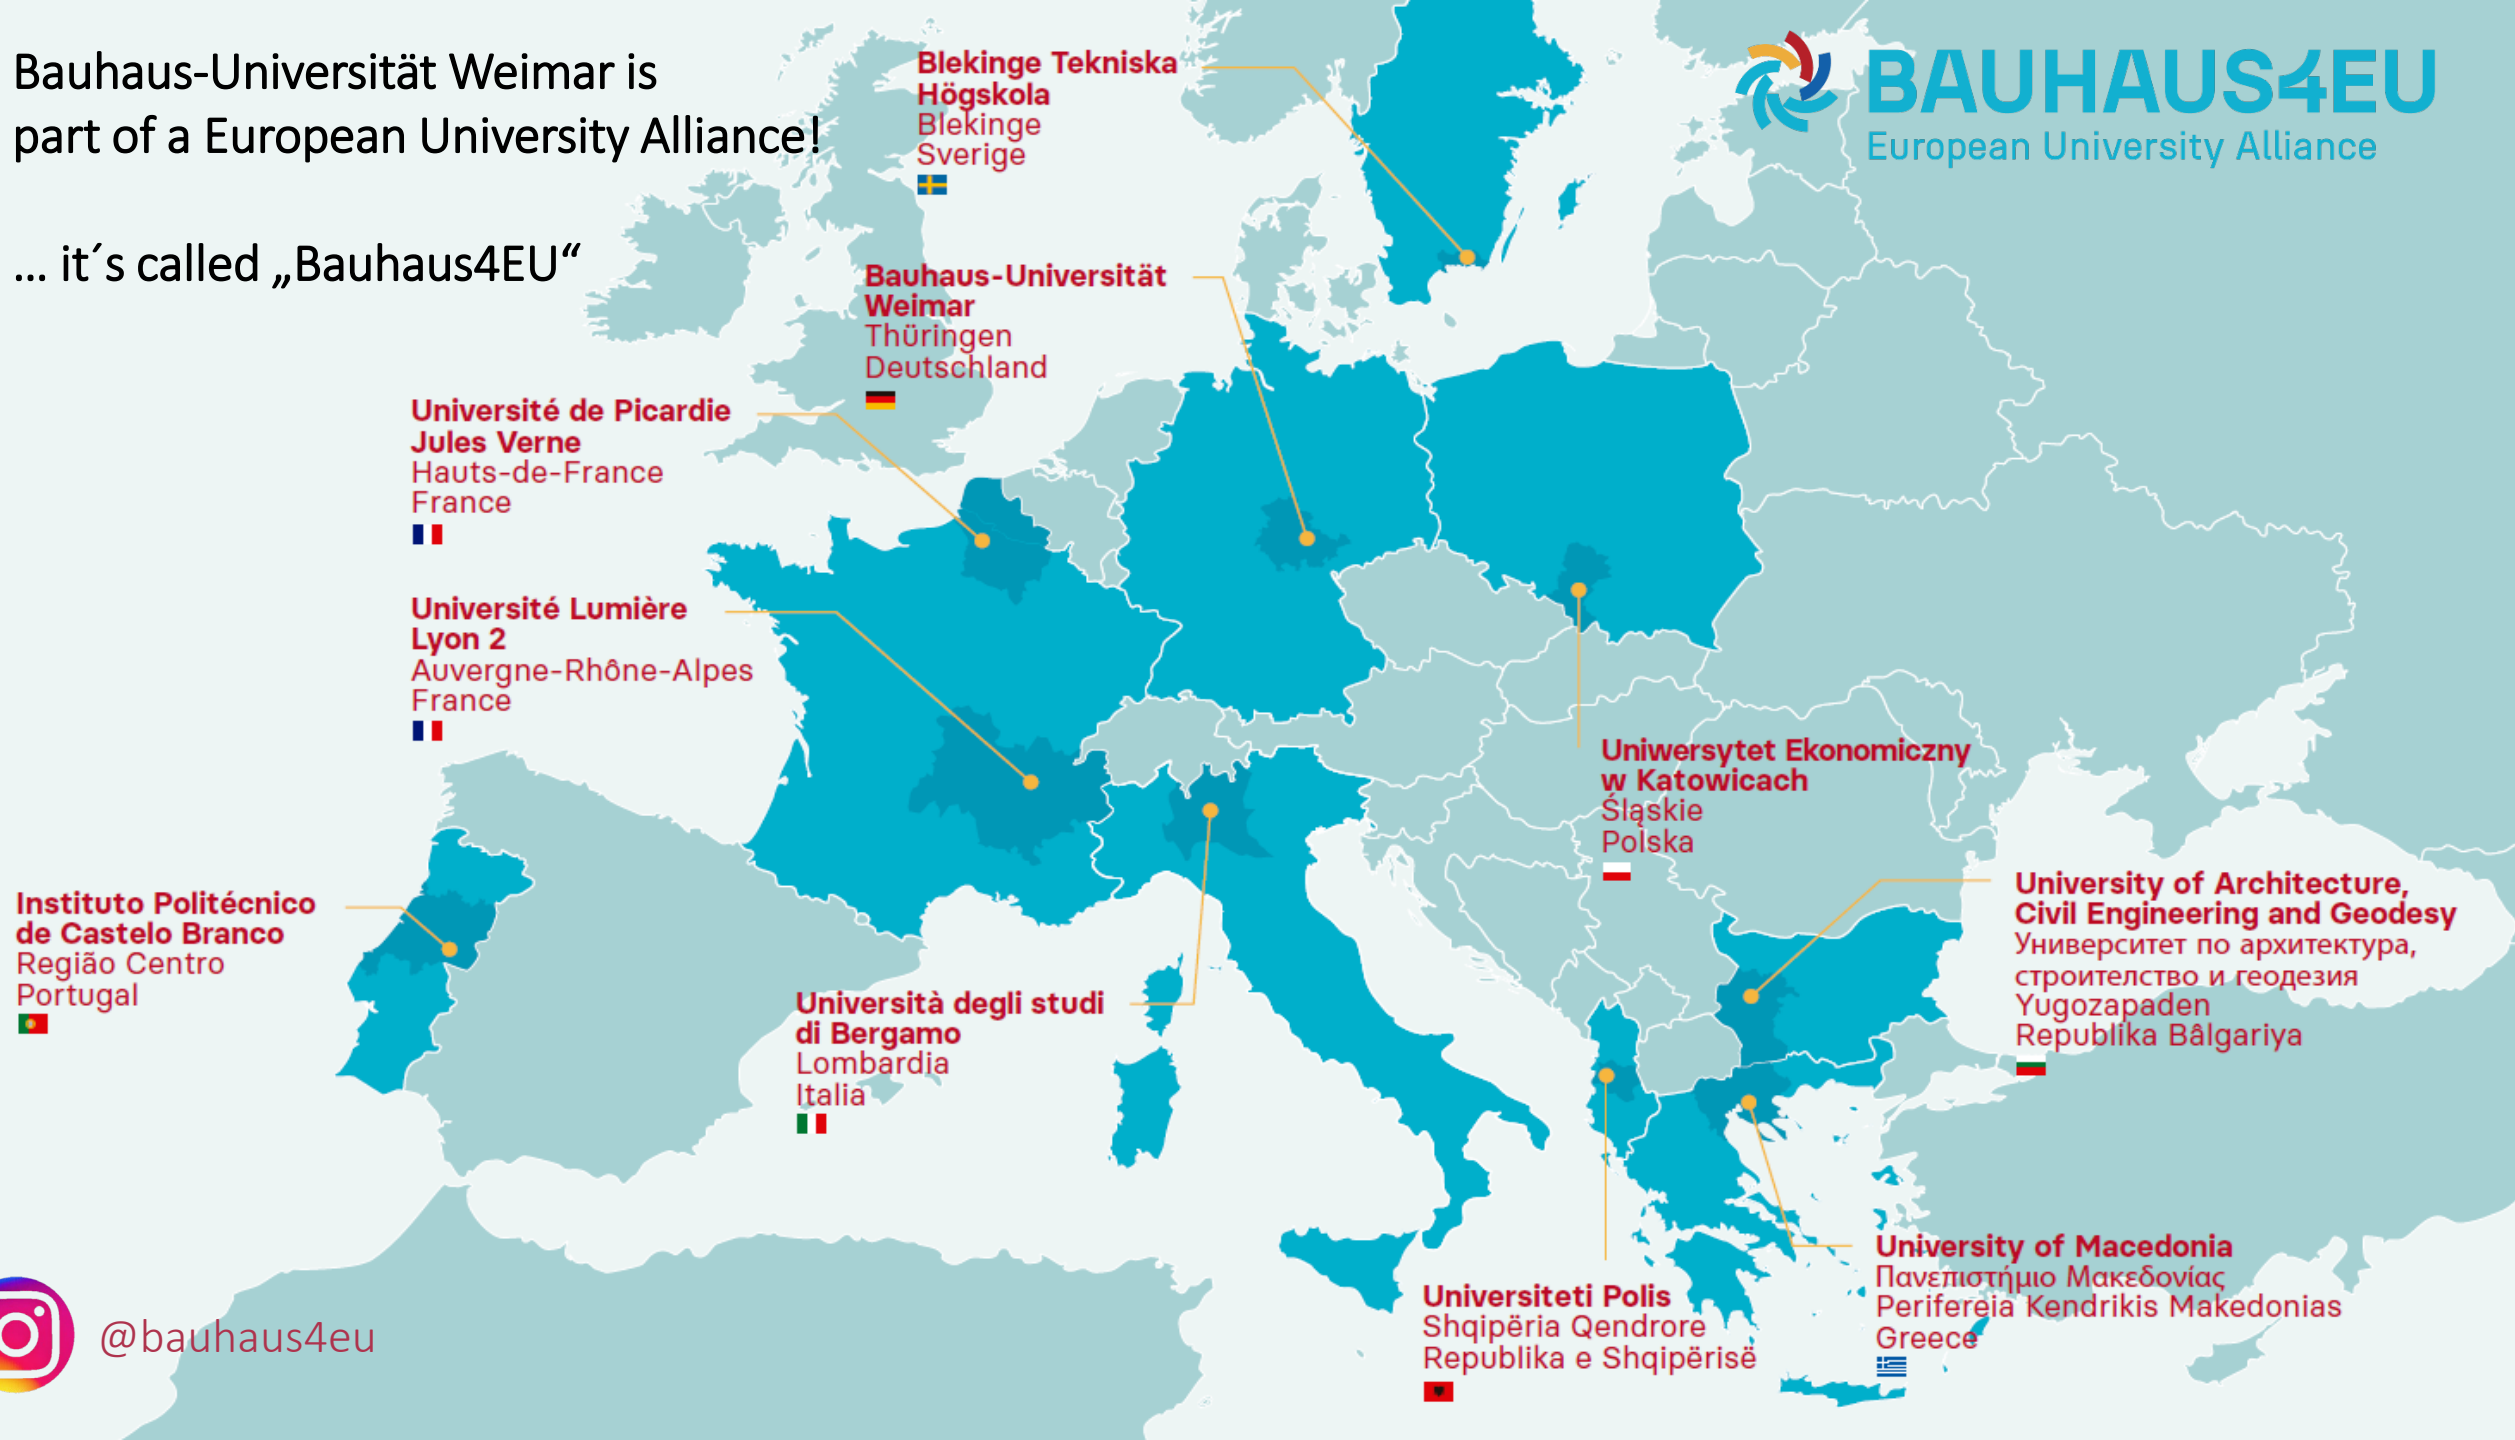 Bauhaus-Universität Weimar is
part of a European University Alliance!
... it´s called „Bauhaus4EU“
BAUHAUS4EU
European University Alliance
Blekinge Tekniska
Högskola
Blekinge
Sverige
Bauhaus-Universität
Weimar
Thüringen
Deutschland
Université de Picardie
Jules Verne
Hauts-de-France
France
Université Lumière
Lyon 2
Auvergne-Rhône-Alpes
France
Uniwersytet Ekonomiczny
w Katowicach
Śląskie
Polska
Instituto Politécnico
de Castelo Branco
Região Centro
Portugal
Università degli studi
di Bergamo
Lombardia
Italia
University of Architecture,
Civil Engineering and Geodesy
Университет по архитектура,
строителство и геодезия
Yugozapaden
Republika Bâlgariya
University of Macedonia
Πανεπιστήμιο Μακεδονίας
Perifereia Kendrikis Makedonias
Greece
Universiteti Polis
Shqipëria Qendrore
Republika e Shqipërisë
@bauhaus4eu